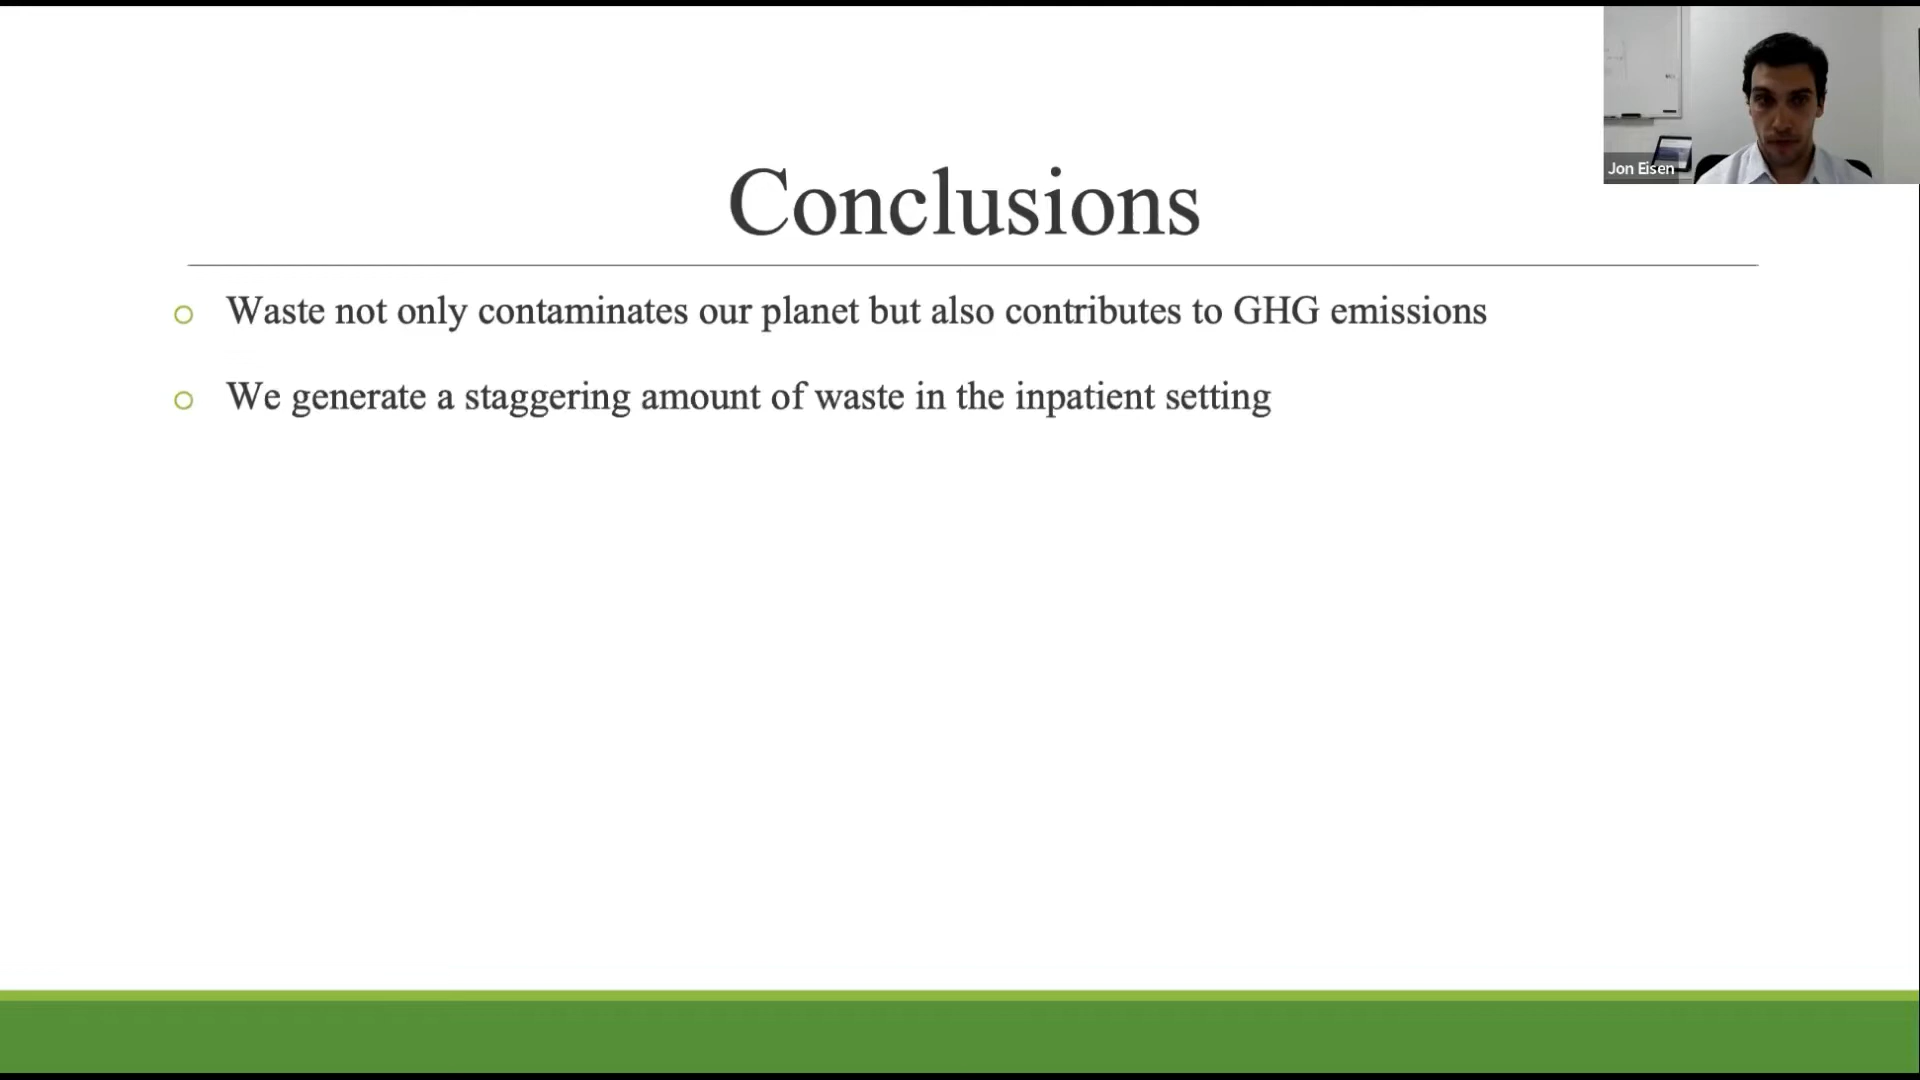 Jon Eisen
Conclusions
Waste not only contaminates our planet but also contributes to GHG emissions
We generate a staggering amount of waste in the inpatient setting